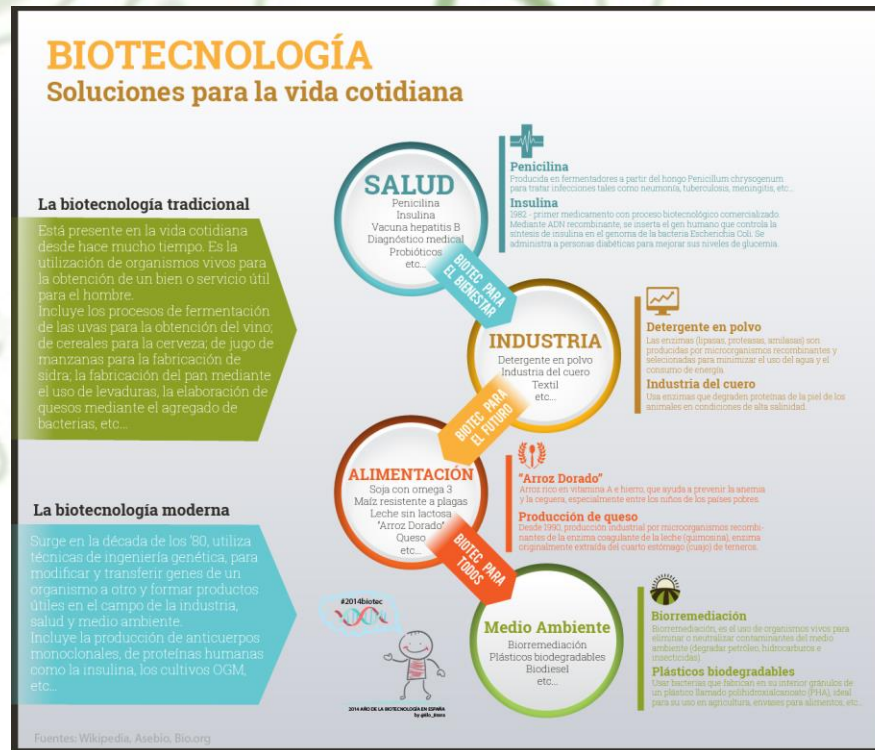 BIOTECNOLOGÍA
Soluciones para la vida cotidiana
La biotecnología tradicional
Está presente en la vida cotidiana
desde hace mucho tiempo. Es la
utilización de organismos vivos para
la obtención de un bien o servicio útil
para el hombre.
Incluye los procesos de fermentación
de las uvas para la obtención del vino;
de cereales para la cerveza; de jugo de
manzanas para la fabricación de
sidra; la fabricación del pan mediante
el uso de levaduras, la elaboración de
quesos mediante el agregado de
bacterias, etc...
La biotecnología moderna
Surge en la década de los '80, utiliza
técnicas de ingeniería genética, para
modificar y transferir genes de un
organismo a otro y formar productos
útiles en el campo de la industria,
salud y medio ambiente.
Incluye la producción de anticuerpos
monoclonales, de proteínas humanas
como la insulina, los cultivos OGM,
etc...
SALUD
Penicilina
Insulina
Vacuna hepatitis B
Diagnóstico medical
Probióticos
etc...
BIOTEC PARA
EL BIENESTAR
Penicilina
Producida en fermentadores a partir del hongo Penicillum chrysogenum
para tratar infecciones tales como neumonía, tuberculosis, meningitis, etc...
Insulina
1982 - primer medicamento con proceso biotecnológico comercializado.
Mediante ADN recombinante, se inserta el gen humano que controla la
síntesis de insulina en el genoma de la bacteria Escherichia Coli. Se
administra a personas diabéticas para mejorar sus niveles de glucemia.
INDUSTRIA
Detergente en polvo
Industria del cuero
Textil
etc...
BIOTEC PARA
EL FUTURO
Detergente en polvo
Las enzimas (lipasas, proteasas, amilasas) son
producidas por microorganismos recombinantes y
selecionadas para minimizar el uso del agua y el
consumo de energía.
Industria del cuero
Usa enzimas que degraden proteínas de la piel de los
animales en condiciones de alta salinidad.
ALIMENTACIÓN
Soja con omega 3
Maíz resistente a plagas
Leche sin lactosa
"Arroz Dorado"
Queso
etc...
BIOTEC PARA
TODOS
"Arroz Dorado"
Arroz rico en vitamina A e hierro, que ayuda a prevenir la anemia
y la ceguera, especialmente entre los niños de los países pobres.
Producción de queso
Desde 1990, producción industrial por microorganismos recombi-
nantes de la enzima coagulante de la leche (quimosina), enzima
originalmente extraída del cuarto estómago (cuajo) de terneros.
Medio Ambiente
Biorremediación
Plásticos biodegradables
Biodiesel
etc...
Biorremediación
Biorremediación, es el uso de organismos vivos para
eliminar o neutralizar contaminantes del medio
ambiente (degradar petróleo, hidrocarburos e
insecticidas)
Plásticos biodegradables
Usar bacterias que fabrican en su interior gránulos de
un plástico llamado polihidroxialcanoato (PHA), ideal
para su uso en agricultura, envases para alimentos, etc...
#2014biotec
2014 AÑO DE LA BIOTECNOLOGÍA EN ESPAÑA
Fuentes: Wikipedia, Asebio, Bio.org